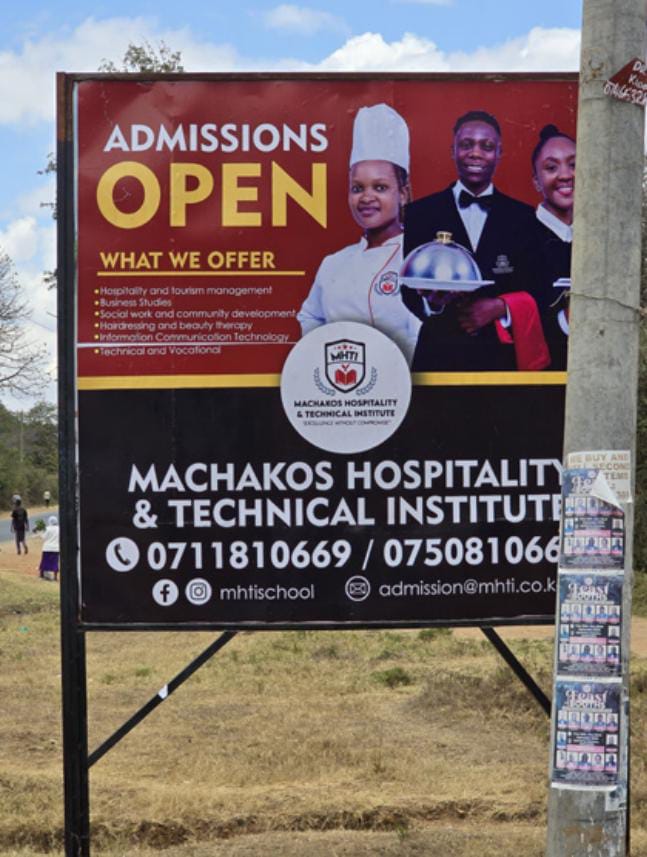 ADMISSIONS
OPEN
WHAT WE OFFER
• Hospitality and tourism management
• Business Studies
• Social work and community development
• Hairdressing and beauty therapy
• Information Communication Technology
• Technical and Vocational
MHTI
MACHAKOS HOSPITALITY
& TECHNICAL INSTITUTE
"EXCELLENCE WITHOUT COMPROMISE"
MACHAKOS HOSPITALITY
& TECHNICAL INSTITUTE
0711810669 / 075081066
mhtischool admission@mhti.co.k
WE BUY AND
SECOND